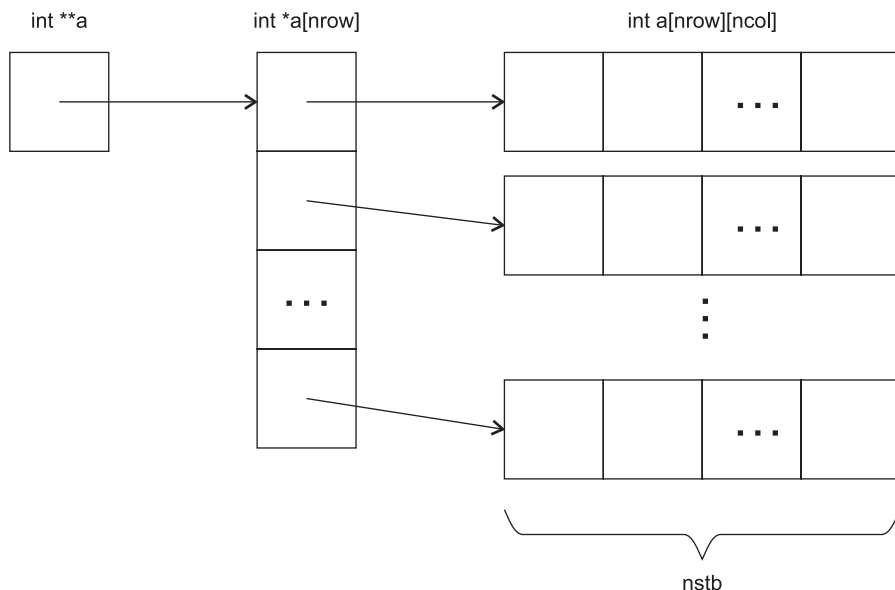 int **a
int *a[nrow]
int a[nrow][ncol]
...
...
...
...
...
nstb